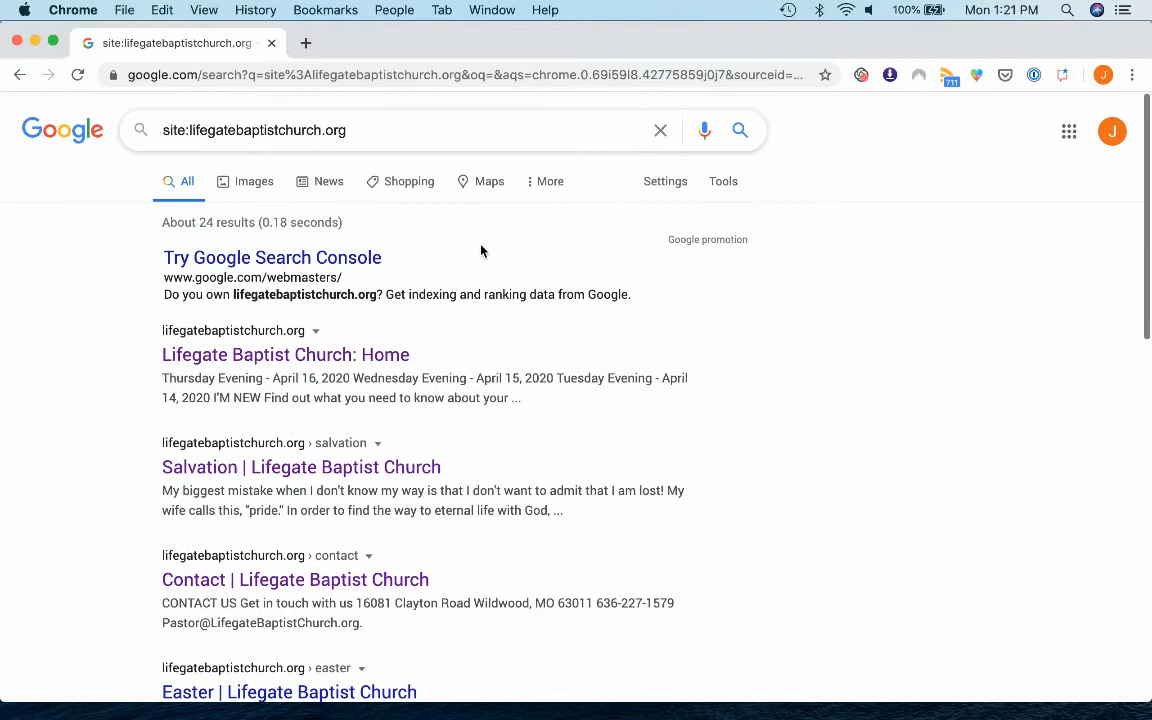 Chrome File Edit View History Bookmarks People Tab Window Help 100% Mon 1:21 PM
site:lifegatebaptistchurch.org -
google.com/search?q=site%3Alifegatebaptistchurch.org&oq=&aqs=chrome.0.69i59l8.42775859j0j7&sourceid=... 711 J
Google site:lifegatebaptistchurch.org J
All Images News Shopping Maps More Settings Tools
About 24 results (0.18 seconds)
Google promotion
Try Google Search Console
www.google.com/webmasters/
Do you own lifegatebaptistchurch.org? Get indexing and ranking data from Google.
lifegatebaptistchurch.org
Lifegate Baptist Church: Home
Thursday Evening - April 16, 2020 Wednesday Evening - April 15, 2020 Tuesday Evening - April
14, 2020 I'M NEW Find out what you need to know about your ...
lifegatebaptistchurch.org › salvation
Salvation | Lifegate Baptist Church
My biggest mistake when I don't know my way is that I don't want to admit that I am lost! My
wife calls this, "pride." In order to find the way to eternal life with God, ...
lifegatebaptistchurch.org › contact
Contact | Lifegate Baptist Church
CONTACT US Get in touch with us 16081 Clayton Road Wildwood, MO 63011 636-227-1579
Pastor@LifegateBaptistChurch.org.
lifegatebaptistchurch.org › easter
Easter | Lifegate Baptist Church